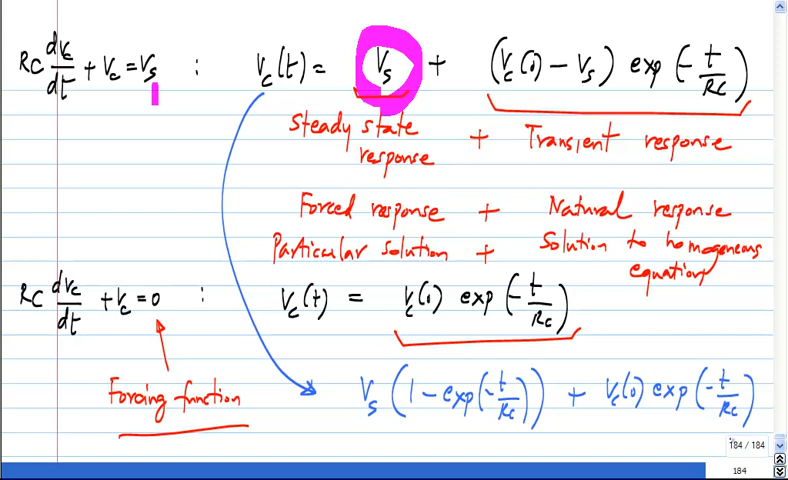 RC dv_c/dt + v_c = V_s : v_c(t) = V_s + (v_c(0) - V_s) exp(-t/RC)
Steady state response + Transient response
Forced response + Natural response
Particular solution + Solution to homogeneous equation
RC dv_c/dt + v_c = 0 : v_c(t) = v_c(0) exp(-t/RC)
Forcing function
V_s (1 - exp(-t/RC)) + v_c(0) exp(-t/RC)
184 / 184
184